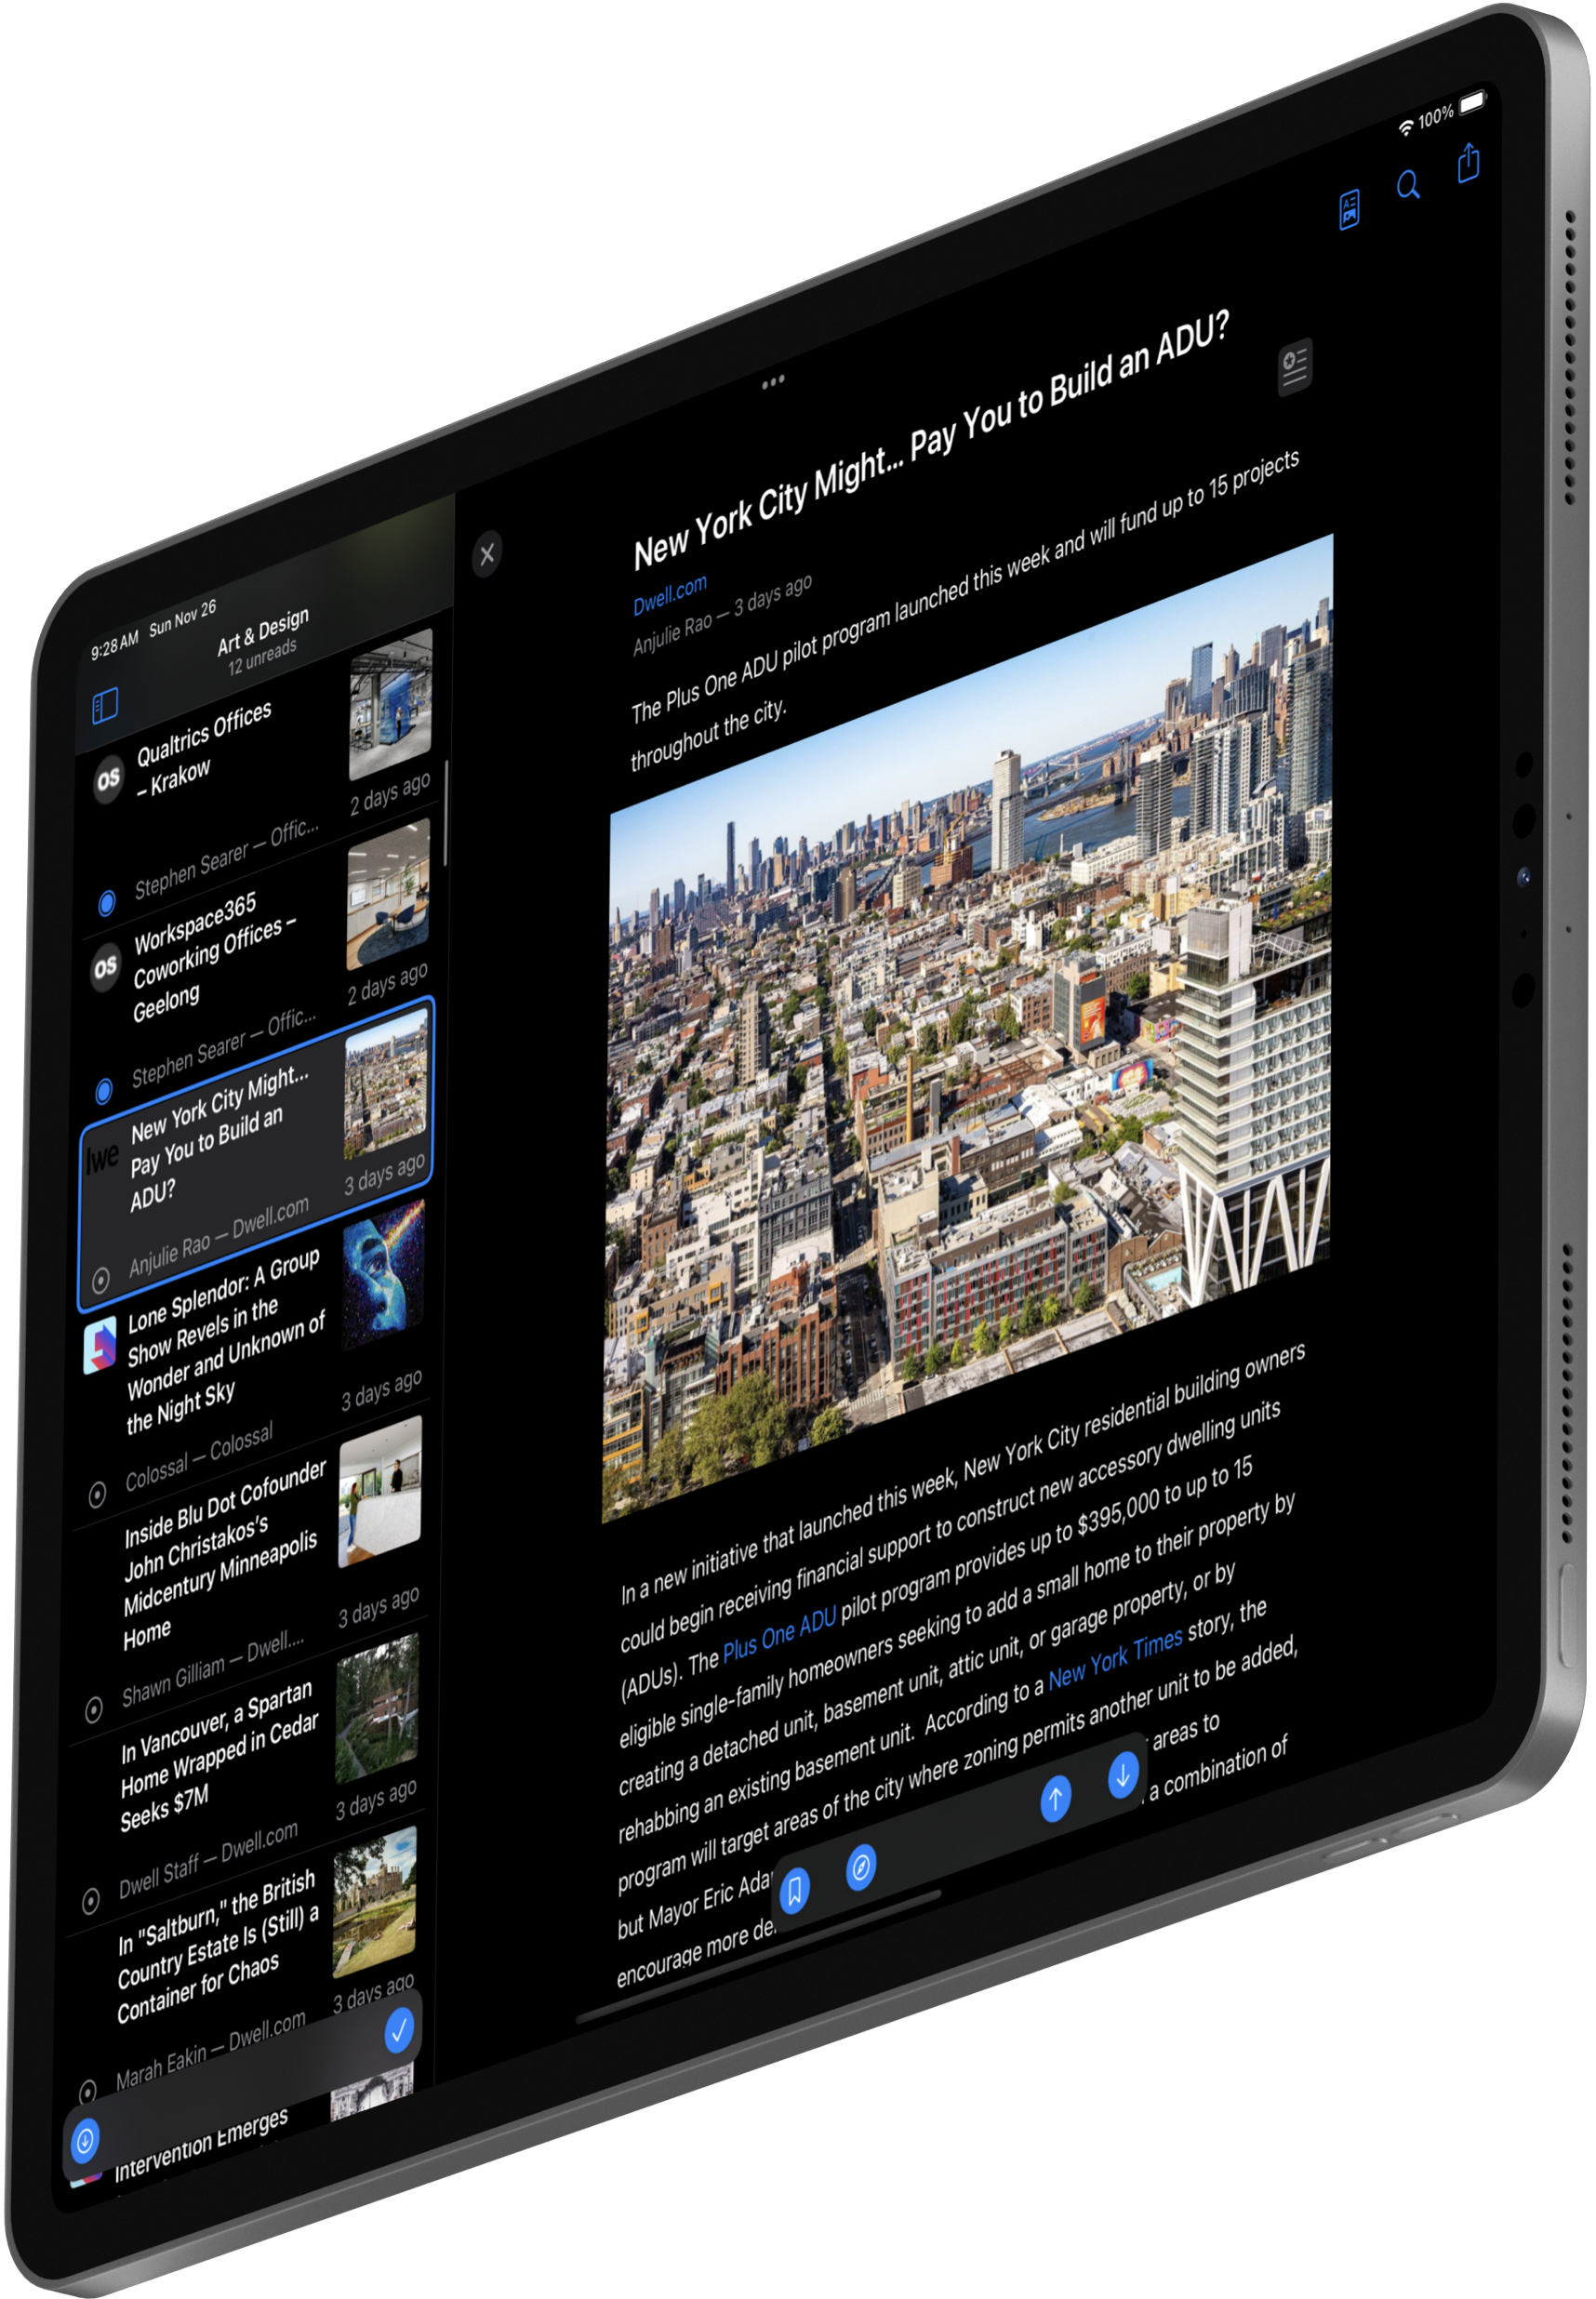 9:28 AM Sun Nov 26
100%
Art & Design
12 unreads
OS
Qualtrics Offices
– Krakow
2 days ago
Stephen Searer — Offic...
OS
Workspace365
Coworking Offices –
Geelong
2 days ago
Stephen Searer — Offic...
lwe
New York City Might...
Pay You to Build an
ADU?
3 days ago
Anjulie Rao — Dwell.com
Lone Splendor: A Group
Show Revels in the
Wonder and Unknown of
the Night Sky
3 days ago
Colossal — Colossal
Inside Blu Dot Cofounder
John Christakos’s
Midcentury Minneapolis
Home
3 days ago
Shawn Gilliam — Dwell....
In Vancouver, a Spartan
Home Wrapped in Cedar
Seeks $7M
3 days ago
Dwell Staff — Dwell.com
In "Saltburn," the British
Country Estate Is (Still) a
Container for Chaos
3 days ago
Marah Eakin — Dwell.com
Intervention Emerges
New York City Might... Pay You to Build an ADU?
Dwell.com
Anjulie Rao — 3 days ago
The Plus One ADU pilot program launched this week and will fund up to 15 projects
throughout the city.
In a new initiative that launched this week, New York City residential building owners
could begin receiving financial support to construct new accessory dwelling units
(ADUs). The Plus One ADU pilot program provides up to $395,000 to up to 15
eligible single-family homeowners seeking to add a small home to their property by
creating a detached unit, basement unit, attic unit, or garage property, or by
rehabbing an existing basement unit. According to a New York Times story, the
program will target areas of the city where zoning permits another unit to be added,
but Mayor Eric Ada areas to
encourage more de a combination of